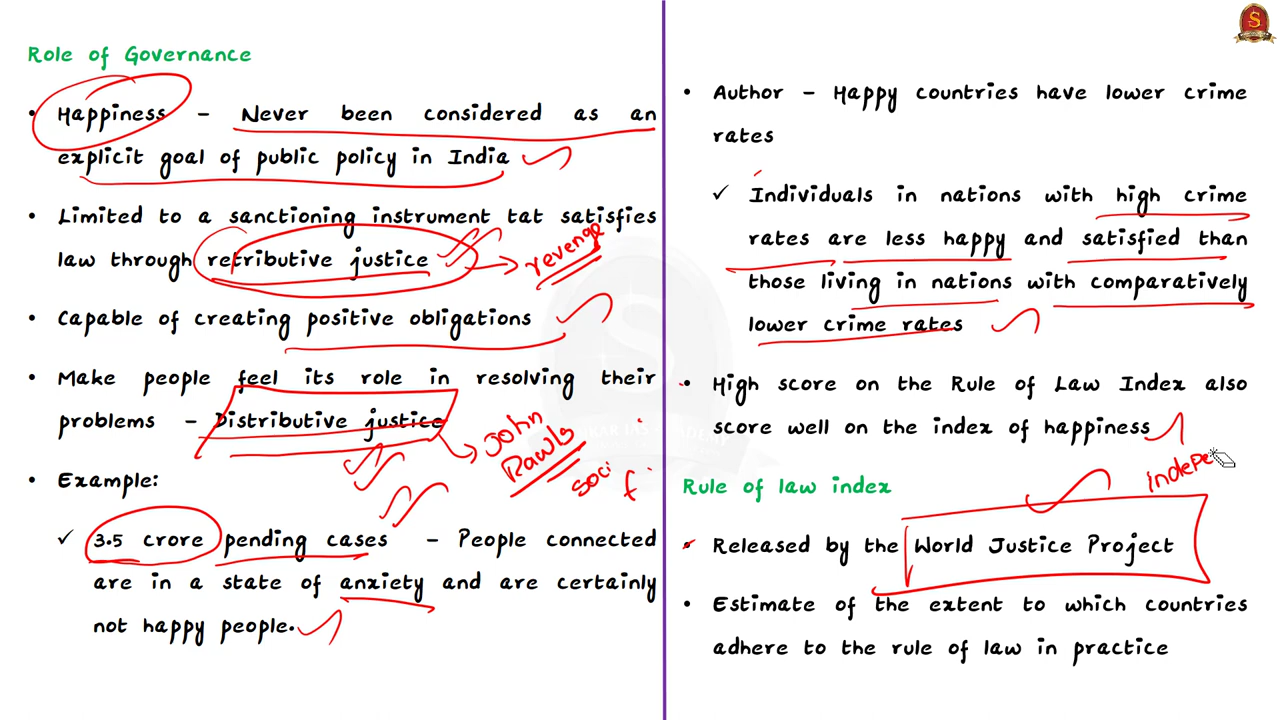 Role of Governance
• Happiness – Never been considered as an
explicit goal of public policy in India
• Limited to a sanctioning instrument tat satisfies
law through retributive justice
revenge
• Capable of creating positive obligations
• Make people feel its role in resolving their
problems – Distributive justice
John
Rawls
soci
f
• Example:
✓ 3.5 crore pending cases – People connected
are in a state of anxiety and are certainly
not happy people.
• Author – Happy countries have lower crime
rates
✓ Individuals in nations with high crime
rates are less happy and satisfied than
those living in nations with comparatively
lower crime rates
• High score on the Rule of Law Index also
score well on the index of happiness
Rule of law index
indepe
• Released by the World Justice Project
• Estimate of the extent to which countries
adhere to the rule of law in practice
S